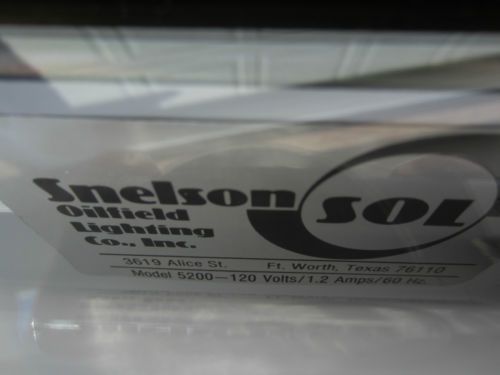 Snelson SOL
Oilfield
Lighting
Co., Inc.
3619 Alice St. Ft. Worth, Texas 76110
Model 5200—120 Volts/1.2 Amps/60 Hz.